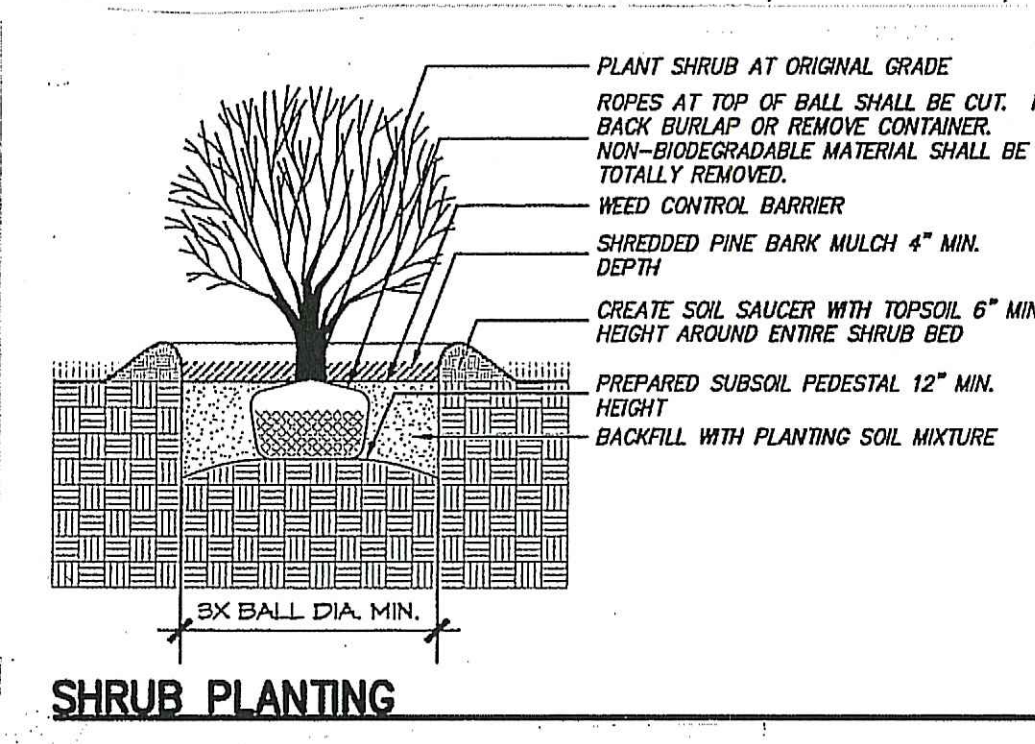 PLANT SHRUB AT ORIGINAL GRADE
ROPES AT TOP OF BALL SHALL BE CUT.
BACK BURLAP OR REMOVE CONTAINER.
NON-BIODEGRADABLE MATERIAL SHALL BE
TOTALLY REMOVED.
WEED CONTROL BARRIER
SHREDDED PINE BARK MULCH 4" MIN.
DEPTH
CREATE SOIL SAUCER WITH TOPSOIL 6" MIN
HEIGHT AROUND ENTIRE SHRUB BED
PREPARED SUBSOIL PEDESTAL 12" MIN.
HEIGHT
BACKFILL WITH PLANTING SOIL MIXTURE
3X BALL DIA. MIN.
SHRUB PLANTING